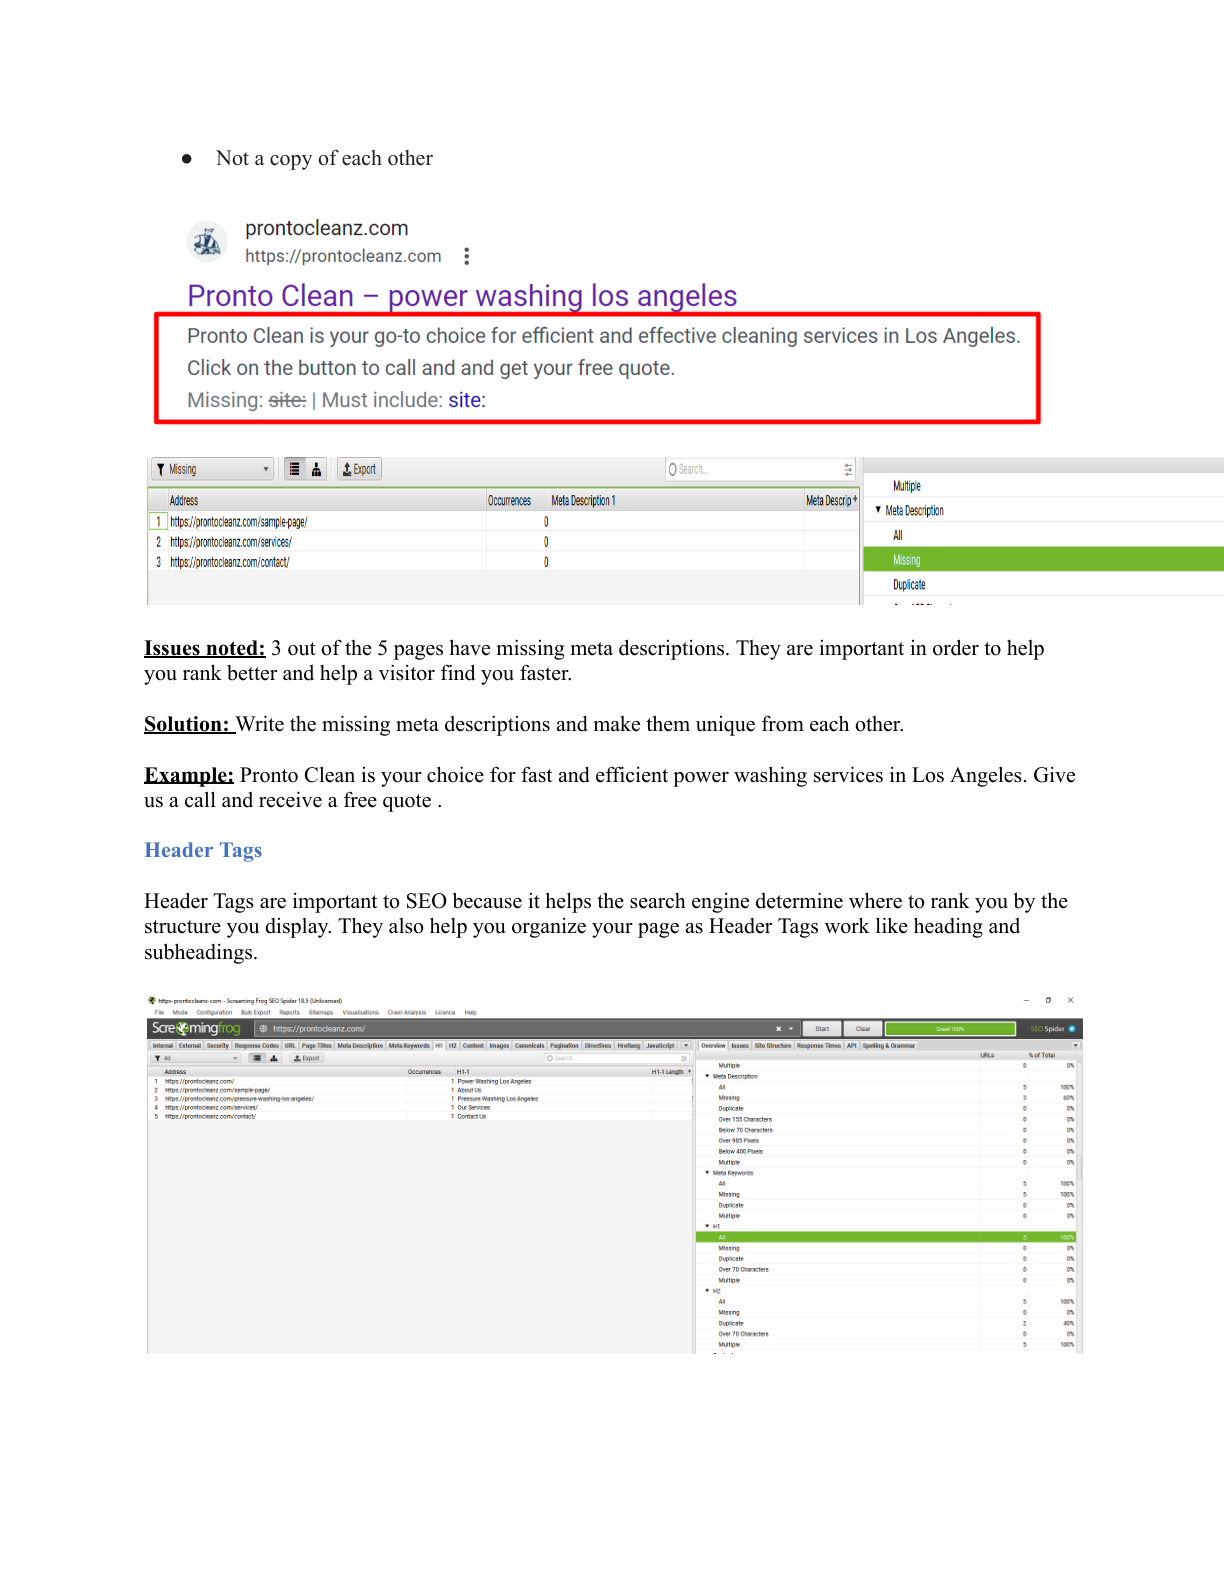 ● Not a copy of each other
prontocleanz.com
https://prontocleanz.com
Pronto Clean – power washing los angeles
Pronto Clean is your go-to choice for efficient and effective cleaning services in Los Angeles.
Click on the button to call and and get your free quote.
Missing: site: | Must include: site:
Missing Export Search...
Address Occurrences Meta Description 1 Meta Descrip
1 https://prontocleanz.com/sample-page/ 0
2 https://prontocleanz.com/services/ 0
3 https://prontocleanz.com/contact/ 0
Multiple
Meta Description
All
Missing
Duplicate
Issues noted: 3 out of the 5 pages have missing meta descriptions. They are important in order to help
you rank better and help a visitor find you faster.
Solution: Write the missing meta descriptions and make them unique from each other.
Example: Pronto Clean is your choice for fast and efficient power washing services in Los Angeles. Give
us a call and receive a free quote .
Header Tags
Header Tags are important to SEO because it helps the search engine determine where to rank you by the
structure you display. They also help you organize your page as Header Tags work like heading and
subheadings.
https-prontocleanz-com - Screaming Frog SEO Spider 18.5 (Unlicensed)
File Mode Configuration Bulk Export Reports Sitemaps Visualisations Crawl Analysis Licence Help
Screamingfrog https://prontocleanz.com/ Start Clear Crawl 100% SEO Spider
Internal External Security Response Codes URL Page Titles Meta Description Meta Keywords H1 H2 Content Images Canonicals Pagination Directives Hreflang JavaScript
All Export Search...
Address Occurrences H1-1 H1-1 Length
1 https://prontocleanz.com/ 1 Power Washing Los Angeles
2 https://prontocleanz.com/sample-page/ 1 About Us
3 https://prontocleanz.com/pressure-washing-los-angeles/ 1 Pressure Washing Los Angeles
4 https://prontocleanz.com/services/ 1 Our Services
5 https://prontocleanz.com/contact/ 1 Contact Us
Overview Issues Site Structure Response Times API Spelling & Grammar
URLs % of Total
Multiple 0 0%
Meta Description
All 5 100%
Missing 3 60%
Duplicate 0 0%
Over 155 Characters 0 0%
Below 70 Characters 0 0%
Over 985 Pixels 0 0%
Below 400 Pixels 0 0%
Multiple 0 0%
Meta Keywords
All 5 100%
Missing 5 100%
Duplicate 0 0%
Multiple 0 0%
H1
All 5 100%
Missing 0 0%
Duplicate 0 0%
Over 70 Characters 0 0%
Multiple 0 0%
H2
All 5 100%
Missing 0 0%
Duplicate 2 40%
Over 70 Characters 0 0%
Multiple 5 100%